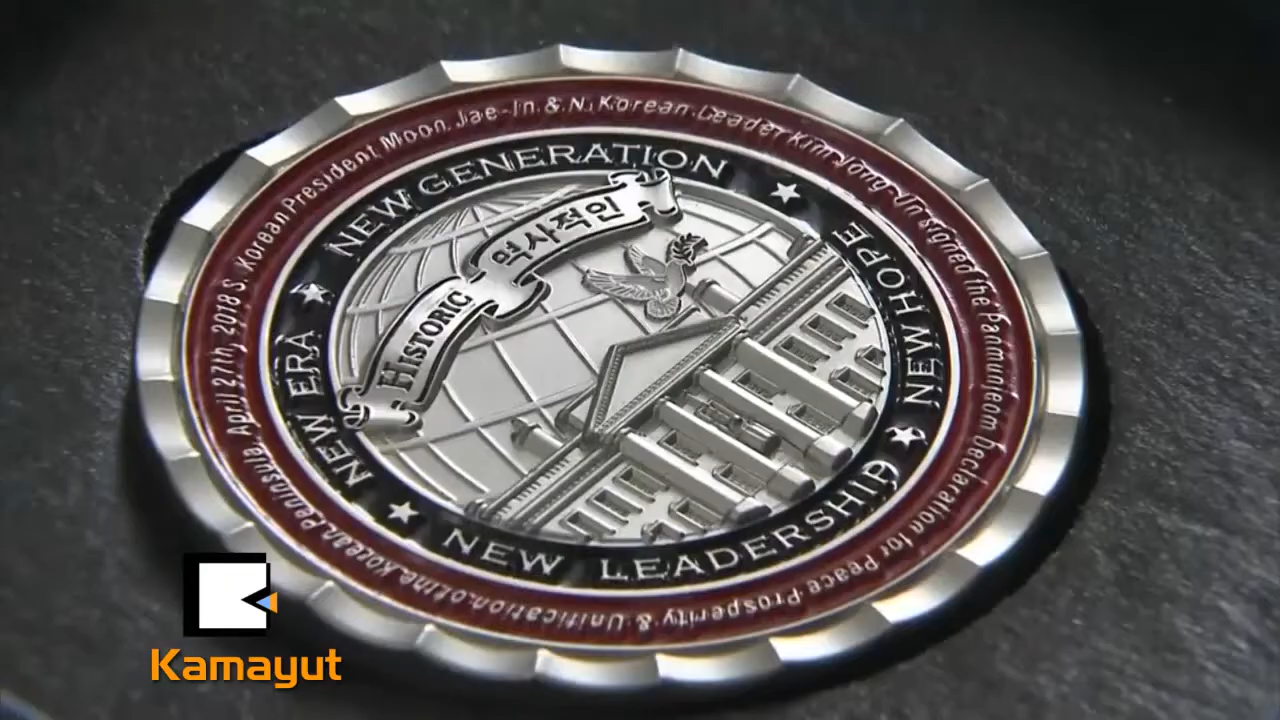 April 27th, 2018 S. Korean President Moon Jae-In & N. Korean Leader Kim Jong-Un signed the Panmunjeon Declaration for Peace Prosperity & Unification of the Korean Peninsula.
NEW GENERATION
NEW HOPE
NEW LEADERSHIP
NEW ERA
HISTORIC
역사적인
Kamayut